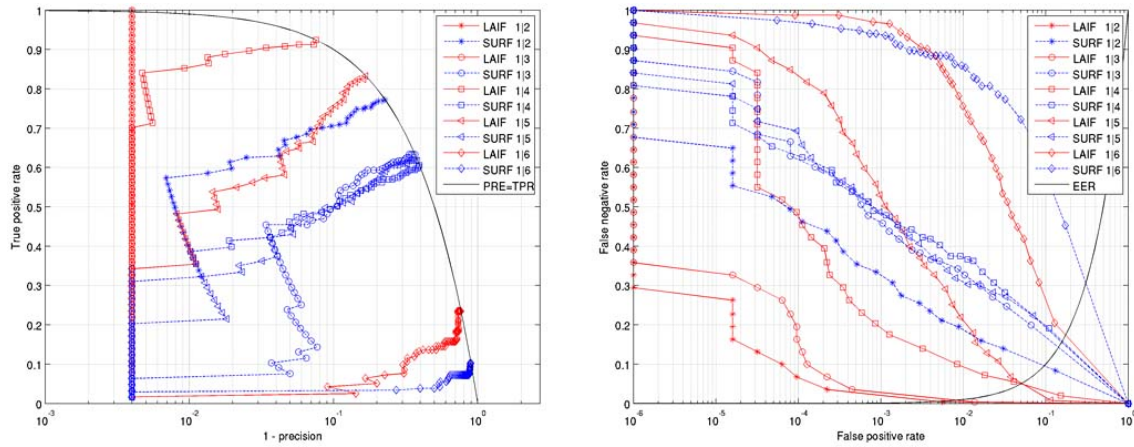 1
0.9
0.8
0.7
0.6
0.5
0.4
0.3
0.2
0.1
0
True positive rate
10^-3
10^-2
10^-1
10^0
1 - precision
LAIF 1|2
SURF 1|2
LAIF 1|3
SURF 1|3
LAIF 1|4
SURF 1|4
LAIF 1|5
SURF 1|5
LAIF 1|6
SURF 1|6
PRE=TPR
1
0.9
0.8
0.7
0.6
0.5
0.4
0.3
0.2
0.1
0
False negative rate
10^-6
10^-5
10^-4
10^-3
10^-2
10^-1
10^0
False positive rate
LAIF 1|2
SURF 1|2
LAIF 1|3
SURF 1|3
LAIF 1|4
SURF 1|4
LAIF 1|5
SURF 1|5
LAIF 1|6
SURF 1|6
EER